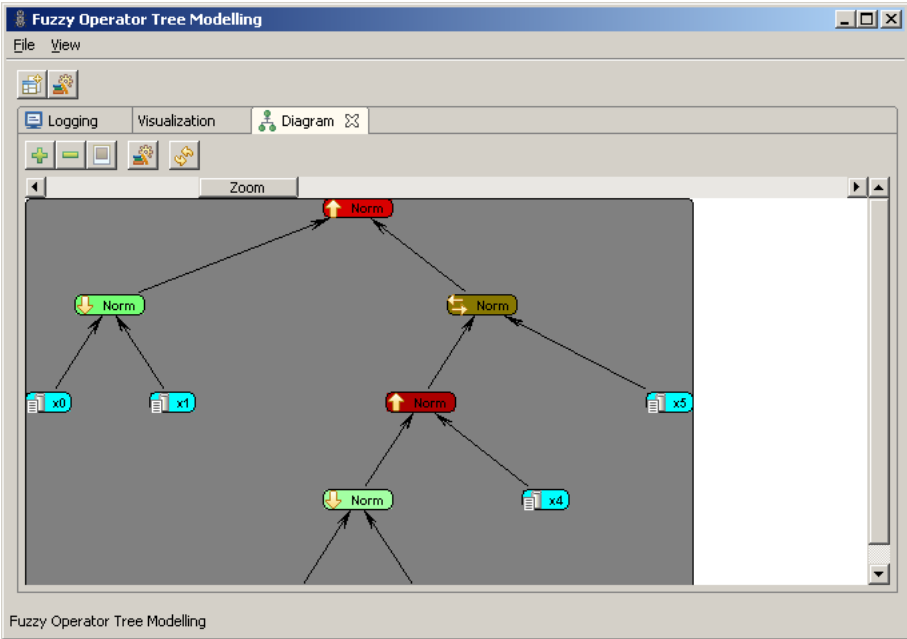 Fuzzy Operator Tree Modelling
File View
Logging Visualization Diagram
Zoom
Norm
Norm Norm
x0 x1 Norm x5
Norm x4
Fuzzy Operator Tree Modelling